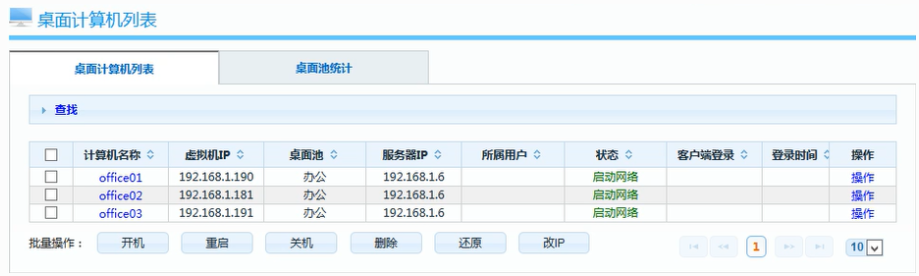 桌面计算机列表
桌面计算机列表 桌面池统计
查找
计算机名称 虚拟机IP 桌面池 服务器IP 所属用户 状态 客户端登录 登录时间 操作
office01 192.168.1.190 办公 192.168.1.6 启动网络 操作
office02 192.168.1.181 办公 192.168.1.6 启动网络 操作
office03 192.168.1.191 办公 192.168.1.6 启动网络 操作
批量操作： 开机 重启 关机 删除 还原 改IP 1 10